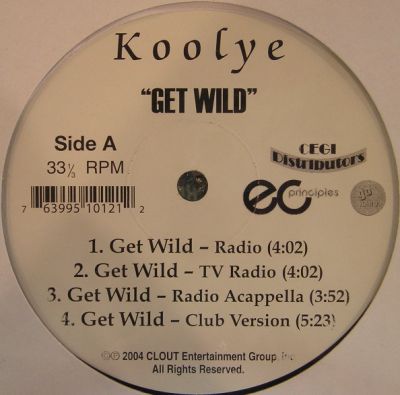 Koolye
"GET WILD"
Side A
33 1/3 RPM
CEGI
Distributors
ec principles
7 63995 10121 2
1. Get Wild – Radio (4:02)
2. Get Wild – TV Radio (4:02)
3. Get Wild – Radio Acappella (3:52)
4. Get Wild – Club Version (5:23)
©℗ 2004 CLOUT Entertainment Group, Inc.
All Rights Reserved.